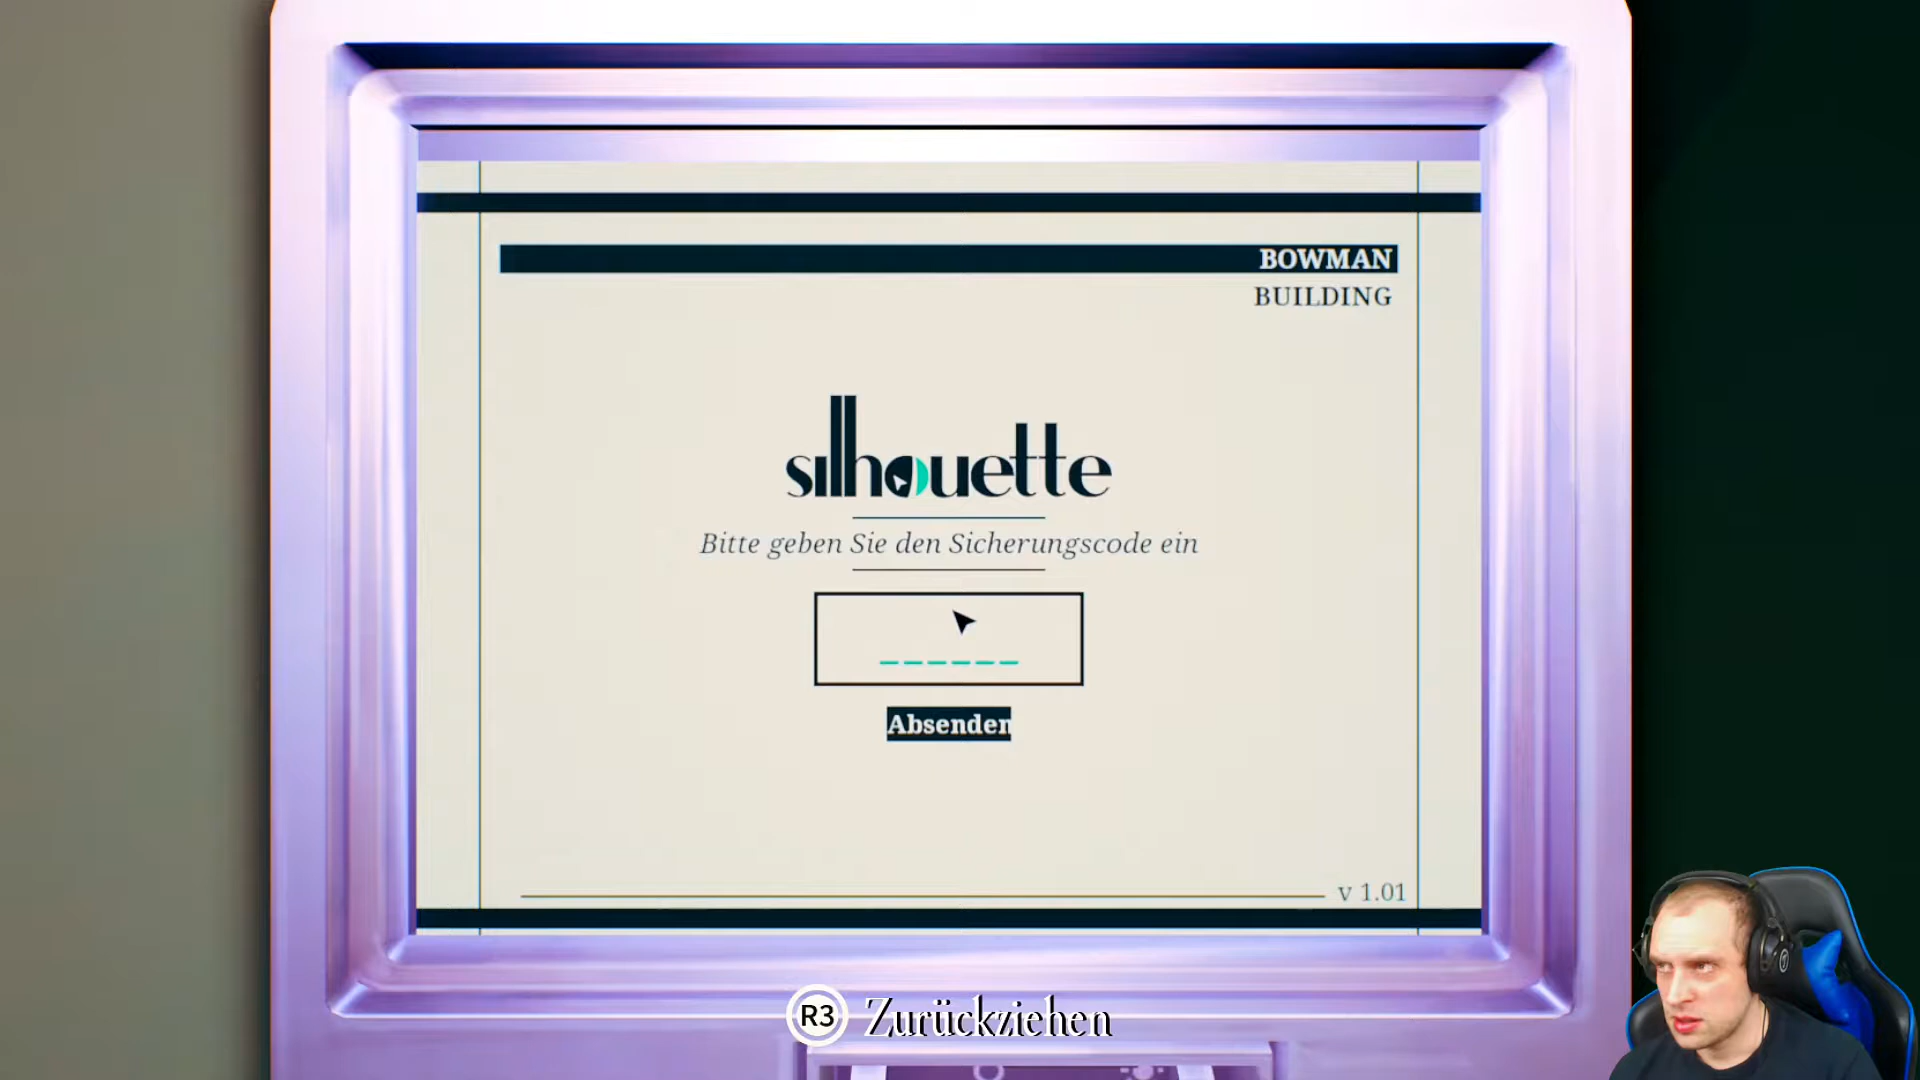 BOWMAN
BUILDING
silhouette
Bitte geben Sie den Sicherungscode ein
Absenden
v 1.01
R3 Zurückziehen